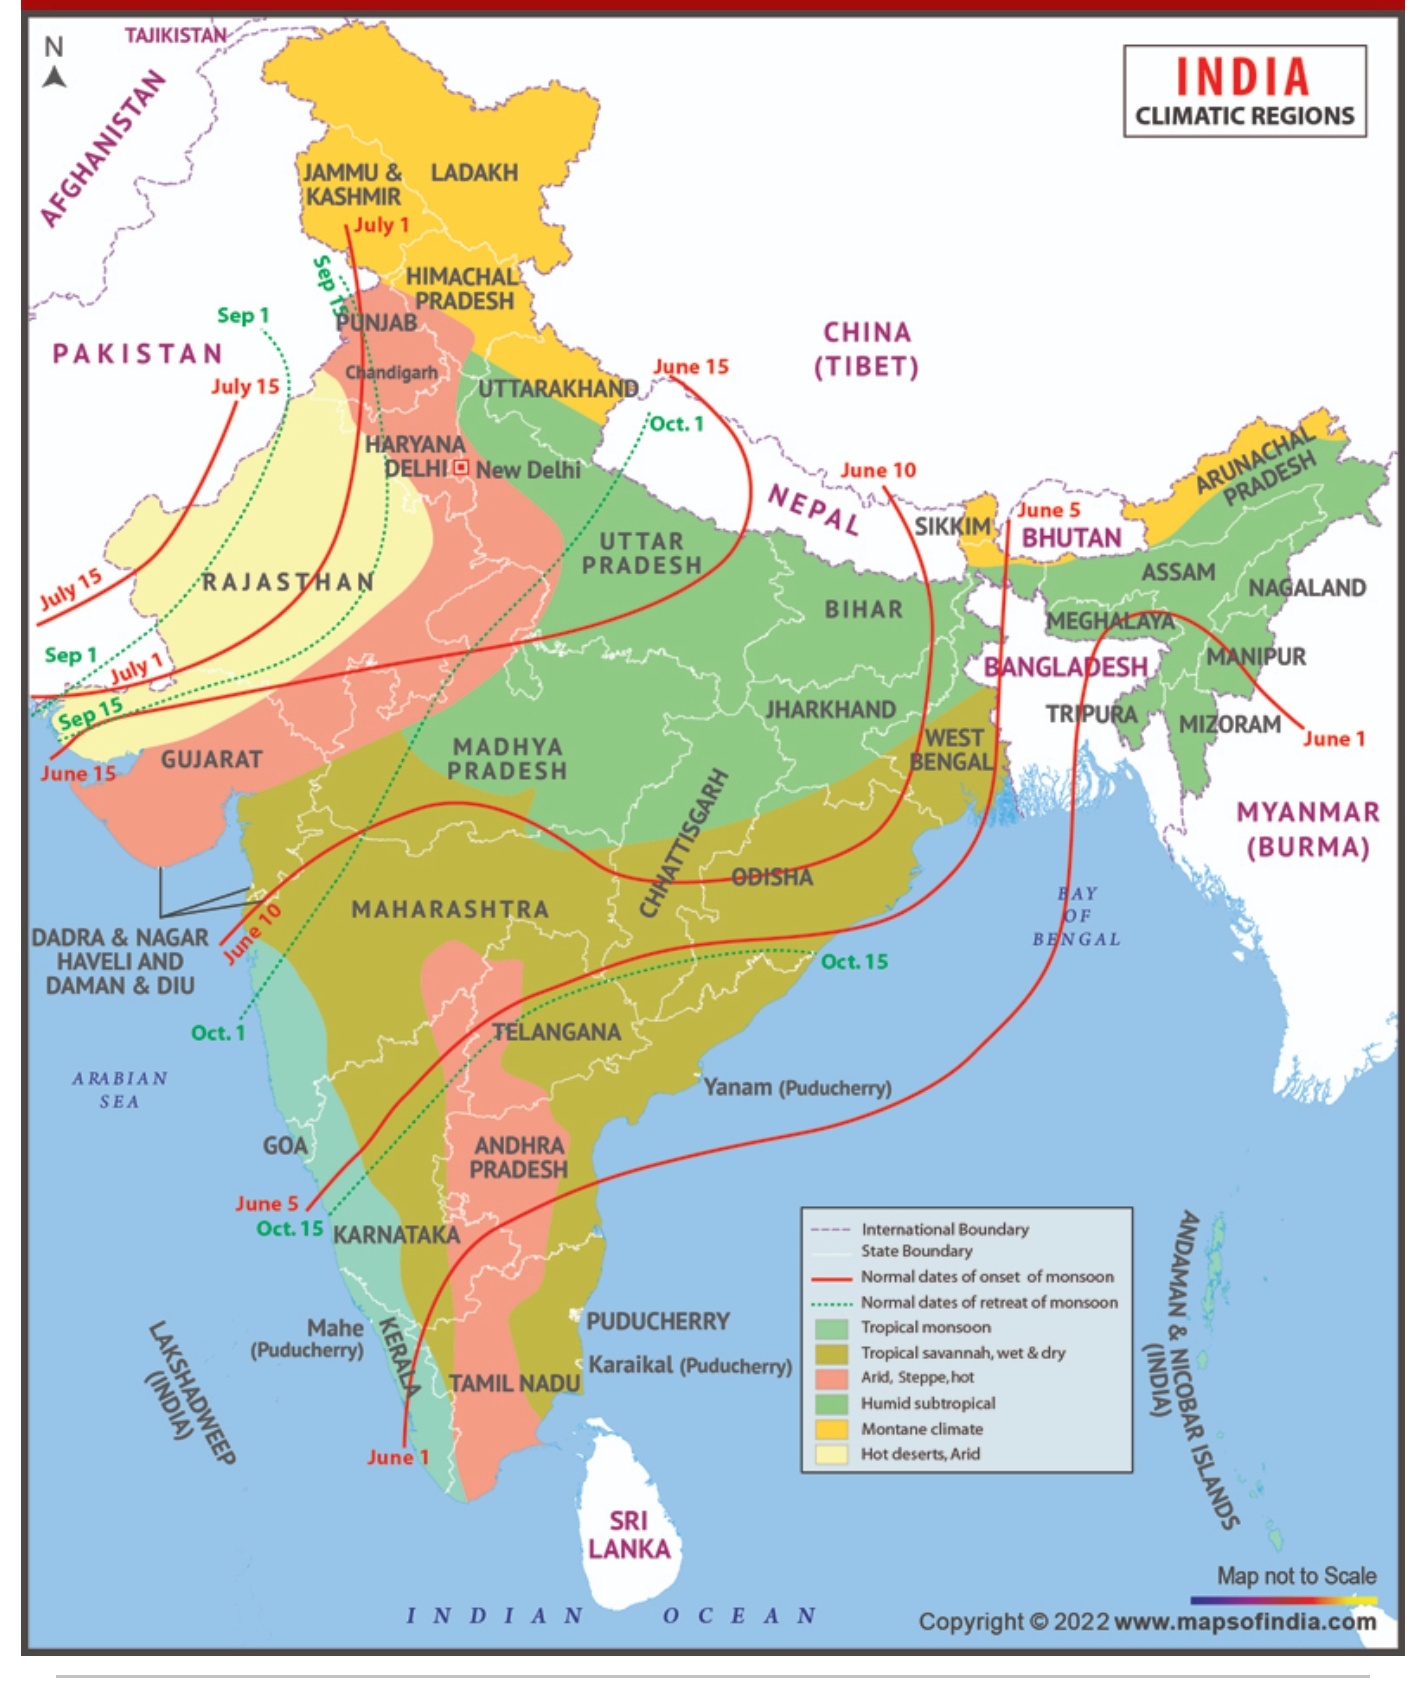 N
TAJIKISTAN
AFGHANISTAN
INDIA
CLIMATIC REGIONS
JAMMU &
KASHMIR
LADAKH
July 1
Sep 15
HIMACHAL
PRADESH
Sep 1
PUNJAB
PAKISTAN
CHINA
(TIBET)
July 15
Chandigarh
UTTARAKHAND
June 15
Oct. 1
HARYANA
DELHI
New Delhi
June 10
NEPAL
SIKKIM
June 5
BHUTAN
ARUNACHAL
PRADESH
UTTAR
PRADESH
RAJASTHAN
July 15
ASSAM
NAGALAND
BIHAR
MEGHALAYA
Sep 1
July 1
BANGLADESH
MANIPUR
Sep 15
JHARKHAND
TRIPURA
MIZORAM
June 1
GUJARAT
June 15
MADHYA
PRADESH
WEST
BENGAL
MYANMAR
(BURMA)
CHHATTISGARH
ODISHA
MAHARASHTRA
BAY
OF
BENGAL
June 10
DADRA & NAGAR
HAVELI AND
DAMAN & DIU
Oct. 15
Oct. 1
TELANGANA
ARABIAN
SEA
Yanam (Puducherry)
GOA
ANDHRA
PRADESH
June 5
Oct. 15
KARNATAKA
International Boundary
State Boundary
Normal dates of onset of monsoon
Normal dates of retreat of monsoon
Tropical monsoon
Tropical savannah, wet & dry
Arid, Steppe, hot
Humid subtropical
Montane climate
Hot deserts, Arid
ANDAMAN & NICOBAR ISLANDS
(INDIA)
Mahe
(Puducherry)
KERALA
PUDUCHERRY
Karaikal (Puducherry)
LAKSHADWEEP
(INDIA)
TAMIL NADU
June 1
SRI
LANKA
INDIAN OCEAN
Map not to Scale
Copyright © 2022 www.mapsofindia.com